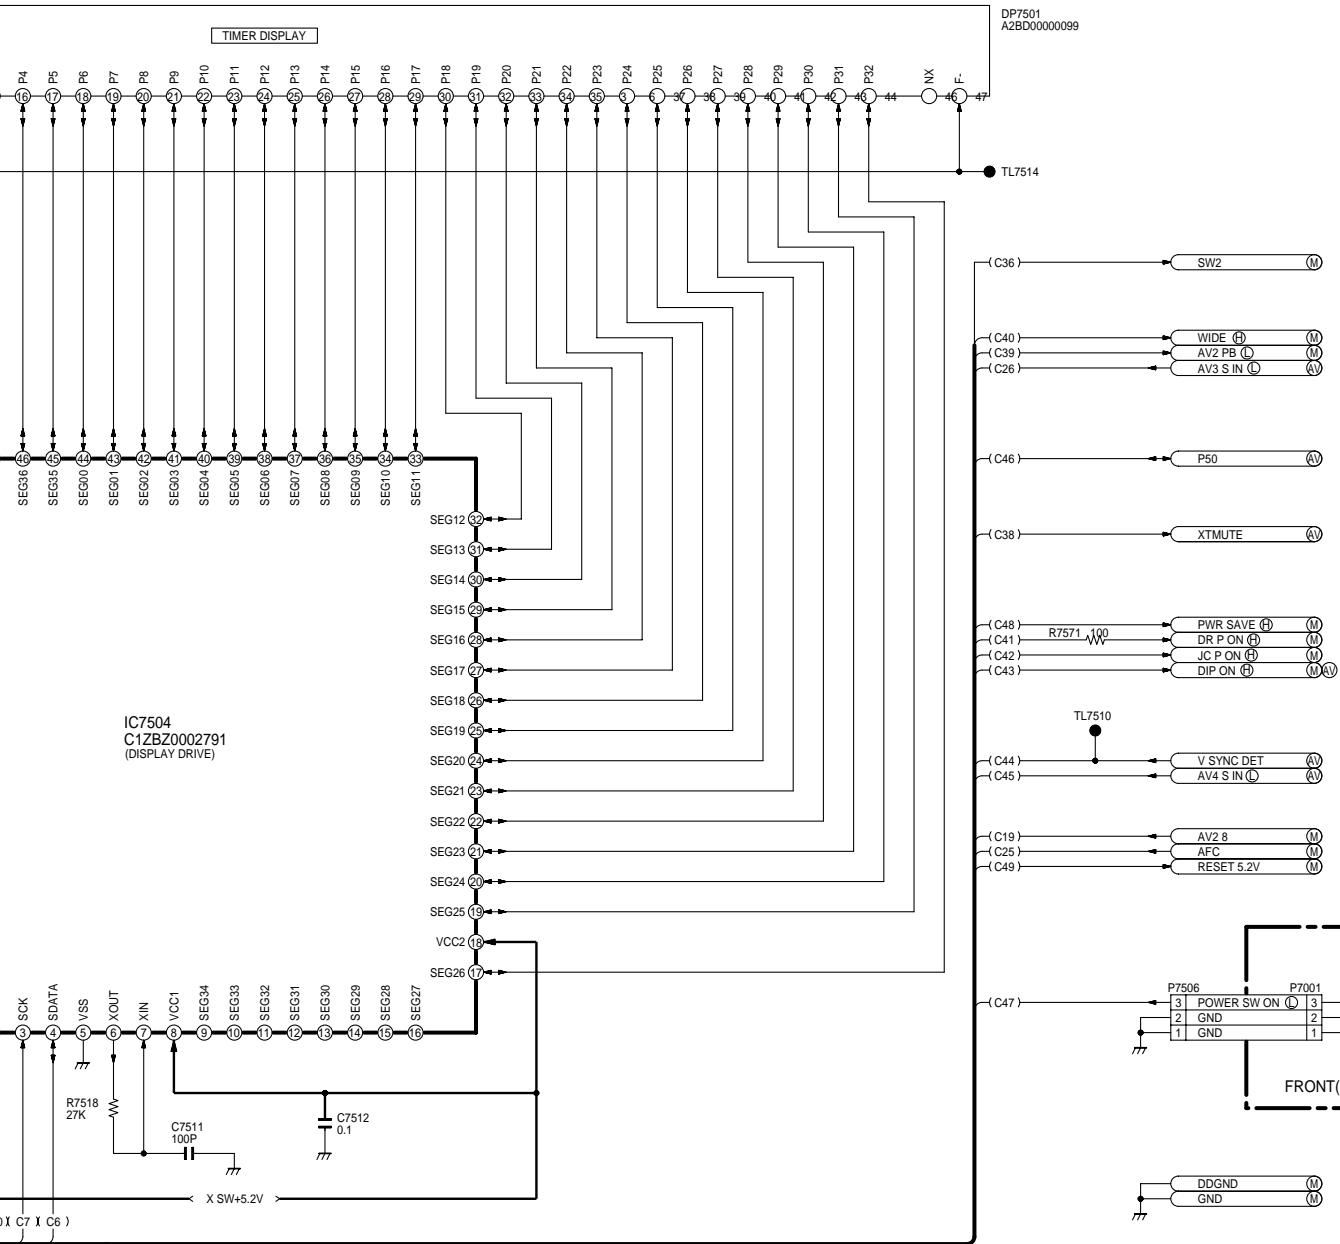 DP7501
A2BD00000099
TIMER DISPLAY
P4 P5 P6 P7 P8 P9 P10 P11 P12 P13 P14 P15 P16 P17 P18 P19 P20 P21 P22 P23 P24 P25 P26 P27 P28 P29 P30 P31 P32 NX F-
16 17 18 19 20 21 22 23 24 25 26 27 28 29 30 31 32 33 34 35 3 6 37 38 39 40 41 42 43 44 46 47
TL7514
(C36) SW2 M
(C40) WIDE H M
(C39) AV2 PB L M
(C26) AV3 S IN L AV
46 45 44 43 42 41 40 39 38 37 36 35 34 33
SEG36 SEG35 SEG00 SEG01 SEG02 SEG03 SEG04 SEG05 SEG06 SEG07 SEG08 SEG09 SEG10 SEG11
(C46) P50 AV
SEG12 32
(C38) XTMUTE AV
SEG13 31
SEG14 30
SEG15 29
(C48) PWR SAVE H M
(C41) R7571 100 DR P ON H M
SEG16 28
(C42) JC P ON H M
(C43) DIP ON H M AV
SEG17 27
SEG18 26
TL7510
IC7504
C1ZBZ0002791
(DISPLAY DRIVE)
SEG19 25
SEG20 24
(C44) V SYNC DET AV
(C45) AV4 S IN L AV
SEG21 23
SEG22 22
(C19) AV2 8 M
(C25) AFC M
SEG23 21
(C49) RESET 5.2V M
SEG24 20
SEG25 19
VCC2 18
SEG26 17
P7506 P7001
(C47) 3 POWER SW ON L 3
2 GND 2
1 GND 1
SCK SDATA VSS XOUT XIN VCC1 SEG34 SEG33 SEG32 SEG31 SEG30 SEG29 SEG28 SEG27
3 4 5 6 7 8 9 10 11 12 13 14 15 16
FRONT(
R7518
27K
C7511
100P
C7512
0.1
X SW+5.2V
DDGND M
GND M
)( C7 )( C6 )